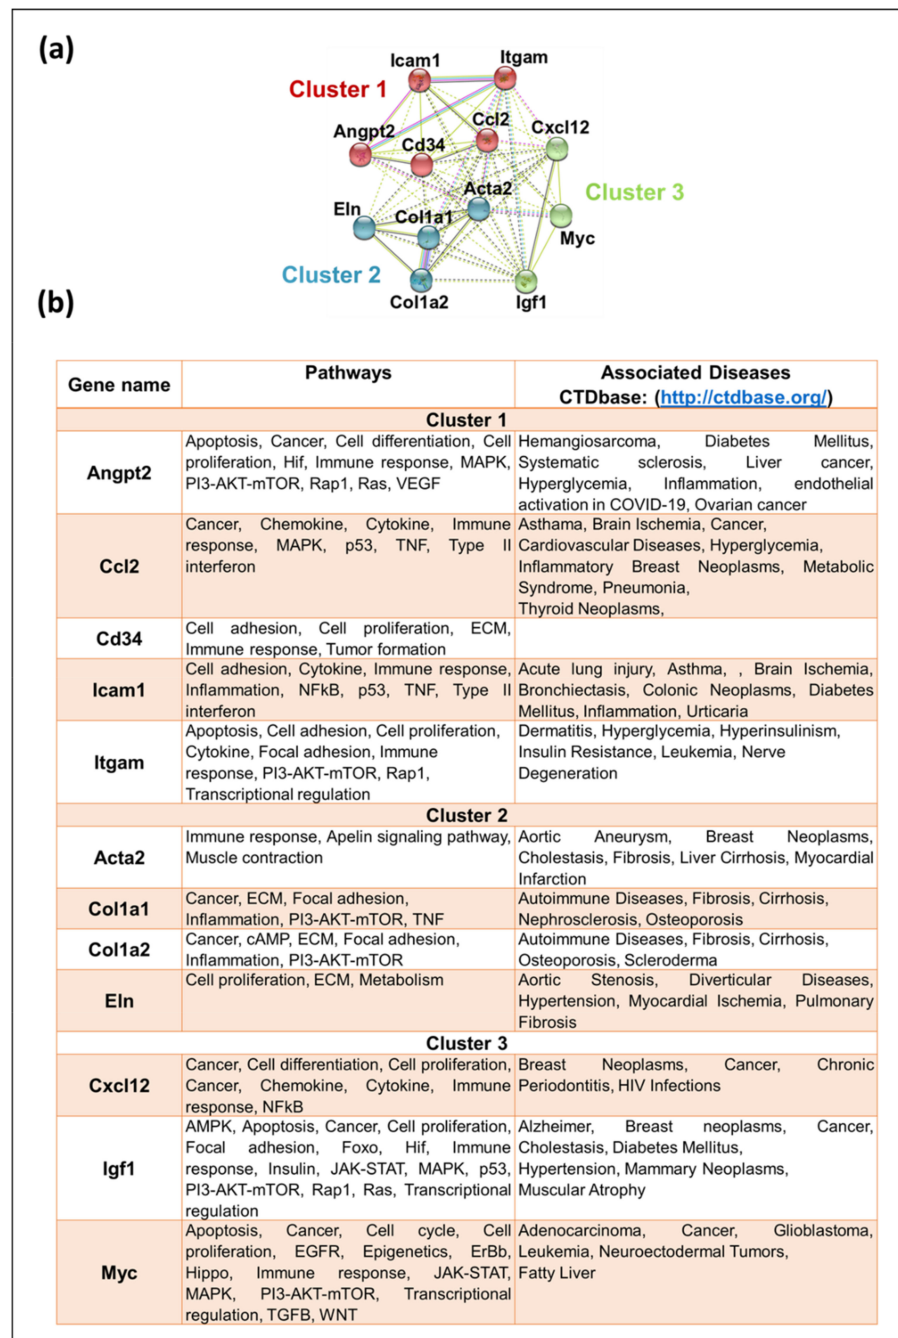 (a)
Icam1
Itgam
Cluster 1
Ccl2
Cxcl12
Angpt2
Cd34
Acta2
Cluster 3
Eln
Col1a1
Myc
Cluster 2
Col1a2
Igf1
(b)
Gene name
Pathways
Associated Diseases
CTDbase: (http://ctdbase.org/)
Cluster 1
Angpt2
Apoptosis, Cancer, Cell differentiation, Cell
proliferation, Hif, Immune response, MAPK,
PI3-AKT-mTOR, Rap1, Ras, VEGF
Hemangiosarcoma, Diabetes Mellitus,
Systematic sclerosis, Liver cancer,
Hyperglycemia, Inflammation, endothelial
activation in COVID-19, Ovarian cancer
Ccl2
Cancer, Chemokine, Cytokine, Immune
response, MAPK, p53, TNF, Type II
interferon
Asthama, Brain Ischemia, Cancer,
Cardiovascular Diseases, Hyperglycemia,
Inflammatory Breast Neoplasms, Metabolic
Syndrome, Pneumonia,
Thyroid Neoplasms,
Cd34
Cell adhesion, Cell proliferation, ECM,
Immune response, Tumor formation
Icam1
Cell adhesion, Cytokine, Immune response,
Inflammation, NFkB, p53, TNF, Type II
interferon
Acute lung injury, Asthma, , Brain Ischemia,
Bronchiectasis, Colonic Neoplasms, Diabetes
Mellitus, Inflammation, Urticaria
Itgam
Apoptosis, Cell adhesion, Cell proliferation,
Cytokine, Focal adhesion, Immune
response, PI3-AKT-mTOR, Rap1,
Transcriptional regulation
Dermatitis, Hyperglycemia, Hyperinsulinism,
Insulin Resistance, Leukemia, Nerve
Degeneration
Cluster 2
Acta2
Immune response, Apelin signaling pathway,
Muscle contraction
Aortic Aneurysm, Breast Neoplasms,
Cholestasis, Fibrosis, Liver Cirrhosis, Myocardial
Infarction
Col1a1
Cancer, ECM, Focal adhesion,
Inflammation, PI3-AKT-mTOR, TNF
Autoimmune Diseases, Fibrosis, Cirrhosis,
Nephrosclerosis, Osteoporosis
Col1a2
Cancer, cAMP, ECM, Focal adhesion,
Inflammation, PI3-AKT-mTOR
Autoimmune Diseases, Fibrosis, Cirrhosis,
Osteoporosis, Scleroderma
Eln
Cell proliferation, ECM, Metabolism
Aortic Stenosis, Diverticular Diseases,
Hypertension, Myocardial Ischemia, Pulmonary
Fibrosis
Cluster 3
Cxcl12
Cancer, Cell differentiation, Cell proliferation,
Cancer, Chemokine, Cytokine, Immune
response, NFkB
Breast Neoplasms, Cancer, Chronic
Periodontitis, HIV Infections
Igf1
AMPK, Apoptosis, Cancer, Cell proliferation,
Focal adhesion, Foxo, Hif, Immune
response, Insulin, JAK-STAT, MAPK, p53,
PI3-AKT-mTOR, Rap1, Ras, Transcriptional
regulation
Alzheimer, Breast neoplasms, Cancer,
Cholestasis, Diabetes Mellitus,
Hypertension, Mammary Neoplasms,
Muscular Atrophy
Myc
Apoptosis, Cancer, Cell cycle, Cell
proliferation, EGFR, Epigenetics, ErBb,
Hippo, Immune response, JAK-STAT,
MAPK, PI3-AKT-mTOR, Transcriptional
regulation, TGFB, WNT
Adenocarcinoma, Cancer, Glioblastoma,
Leukemia, Neuroectodermal Tumors,
Fatty Liver